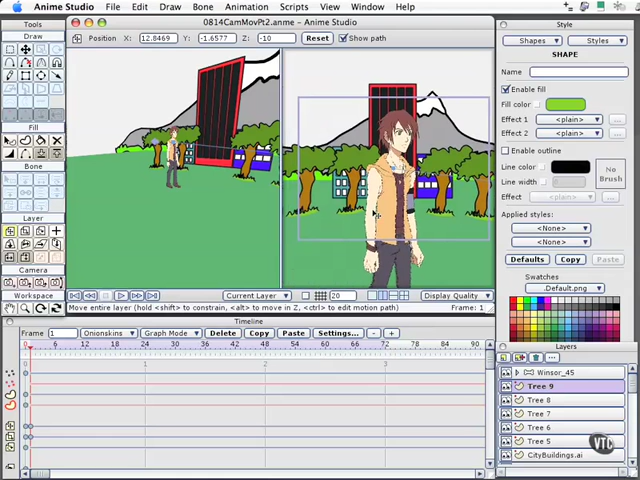 Anime Studio File Edit Draw Bone Animation Scripts View Window Help
0814CamMovPt2.anme - Anime Studio
Tools
Draw
Fill
Bone
Layer
Camera
Workspace
Position X: 12.8469 Y: -1.6577 Z: -10 Reset Show path
Current Layer 20 Display Quality
Move entire layer (hold <shift> to constrain, <alt> to move in Z, <ctrl> to edit motion path) Frame: 1
Timeline
Frame 1 Onionskins Graph Mode Delete Copy Paste Settings... - +
0 6 12 18 24 30 36 42 48 54 60 66 72 78 84 90
0 1 2 3
Style
Shapes Styles
SHAPE
Name
Enable fill
Fill color
Effect 1 <plain> ...
Effect 2 <plain> ...
Enable outline
Line color
Line width
Effect <plain> ...
No Brush
Applied styles:
<None>
<None>
Defaults Copy Paste
Swatches
.Default.png
Layers
Winsor_45
Tree 9
Tree 8
Tree 7
Tree 6
Tree 5
CityBuildings.ai
VTC